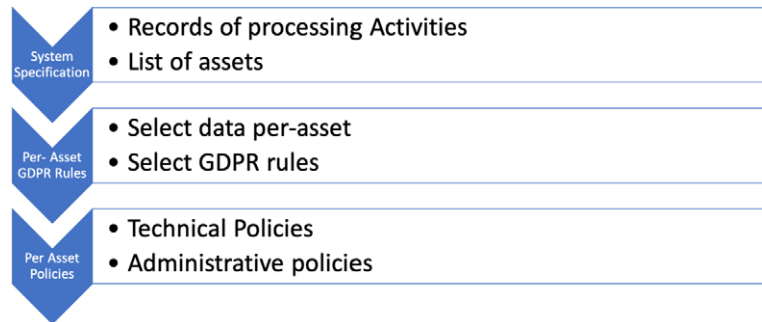 System
Specification
• Records of processing Activities
• List of assets
Per- Asset
GDPR Rules
• Select data per-asset
• Select GDPR rules
Per Asset
Policies
• Technical Policies
• Administrative policies